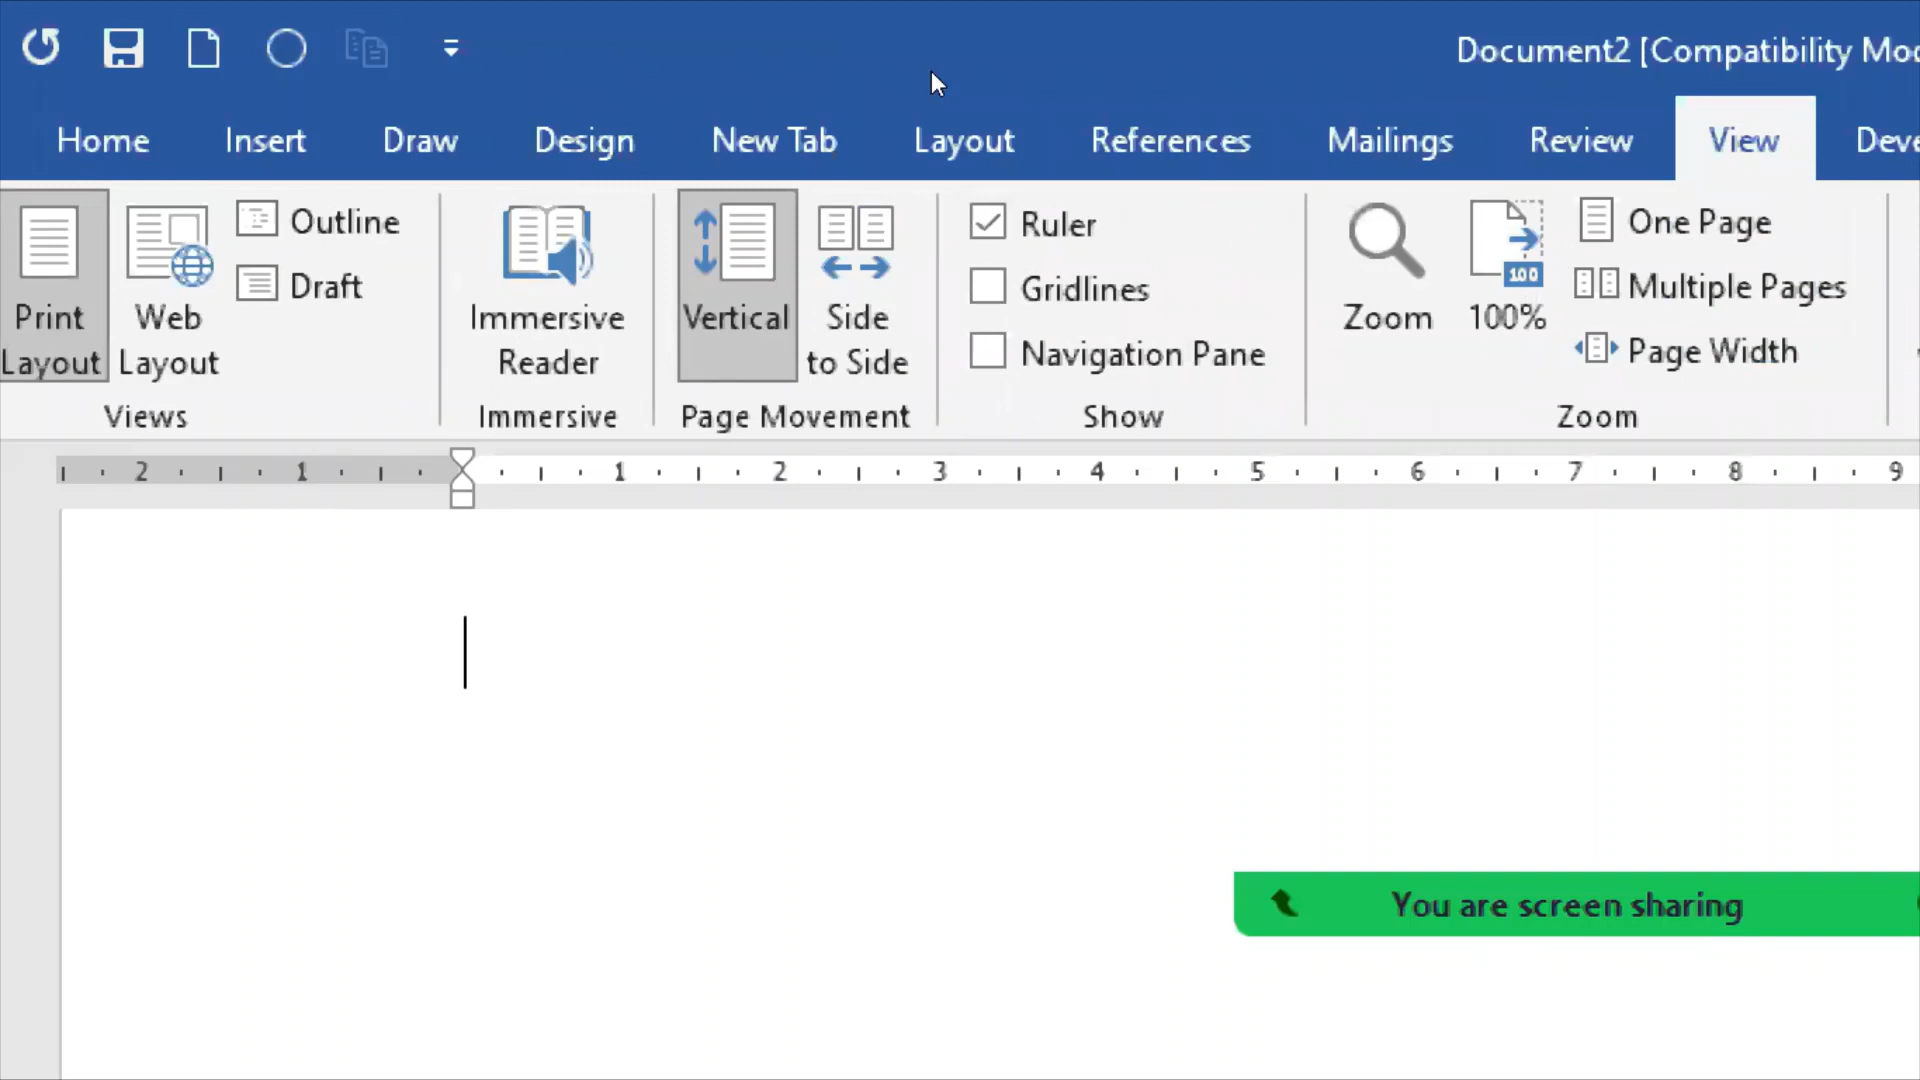 Document2 [Compatibility Mod
Home Insert Draw Design New Tab Layout References Mailings Review View Deve
Print Layout
Web Layout
Outline
Draft
Views
Immersive Reader
Immersive
Vertical
Side to Side
Page Movement
Ruler
Gridlines
Navigation Pane
Show
Zoom
100
100%
One Page
Multiple Pages
Page Width
Zoom
2 1 1 2 3 4 5 6 7 8 9
You are screen sharing